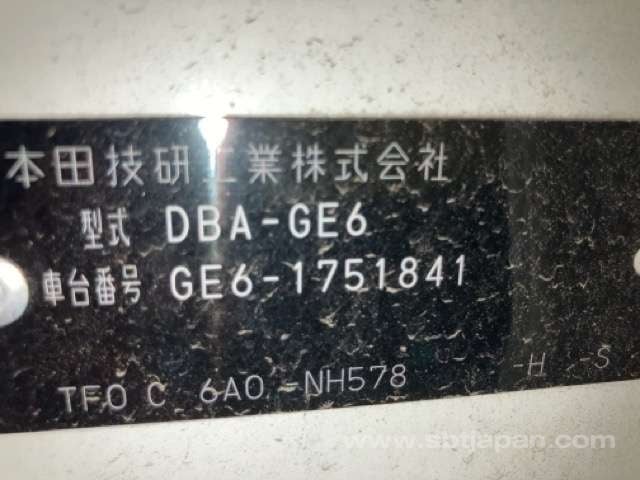 本田技研工業株式会社
型式 DBA-GE6
車台番号 GE6-1751841
TF0 C 6A0 -NH578 -H -S
www.sbtjapan.com